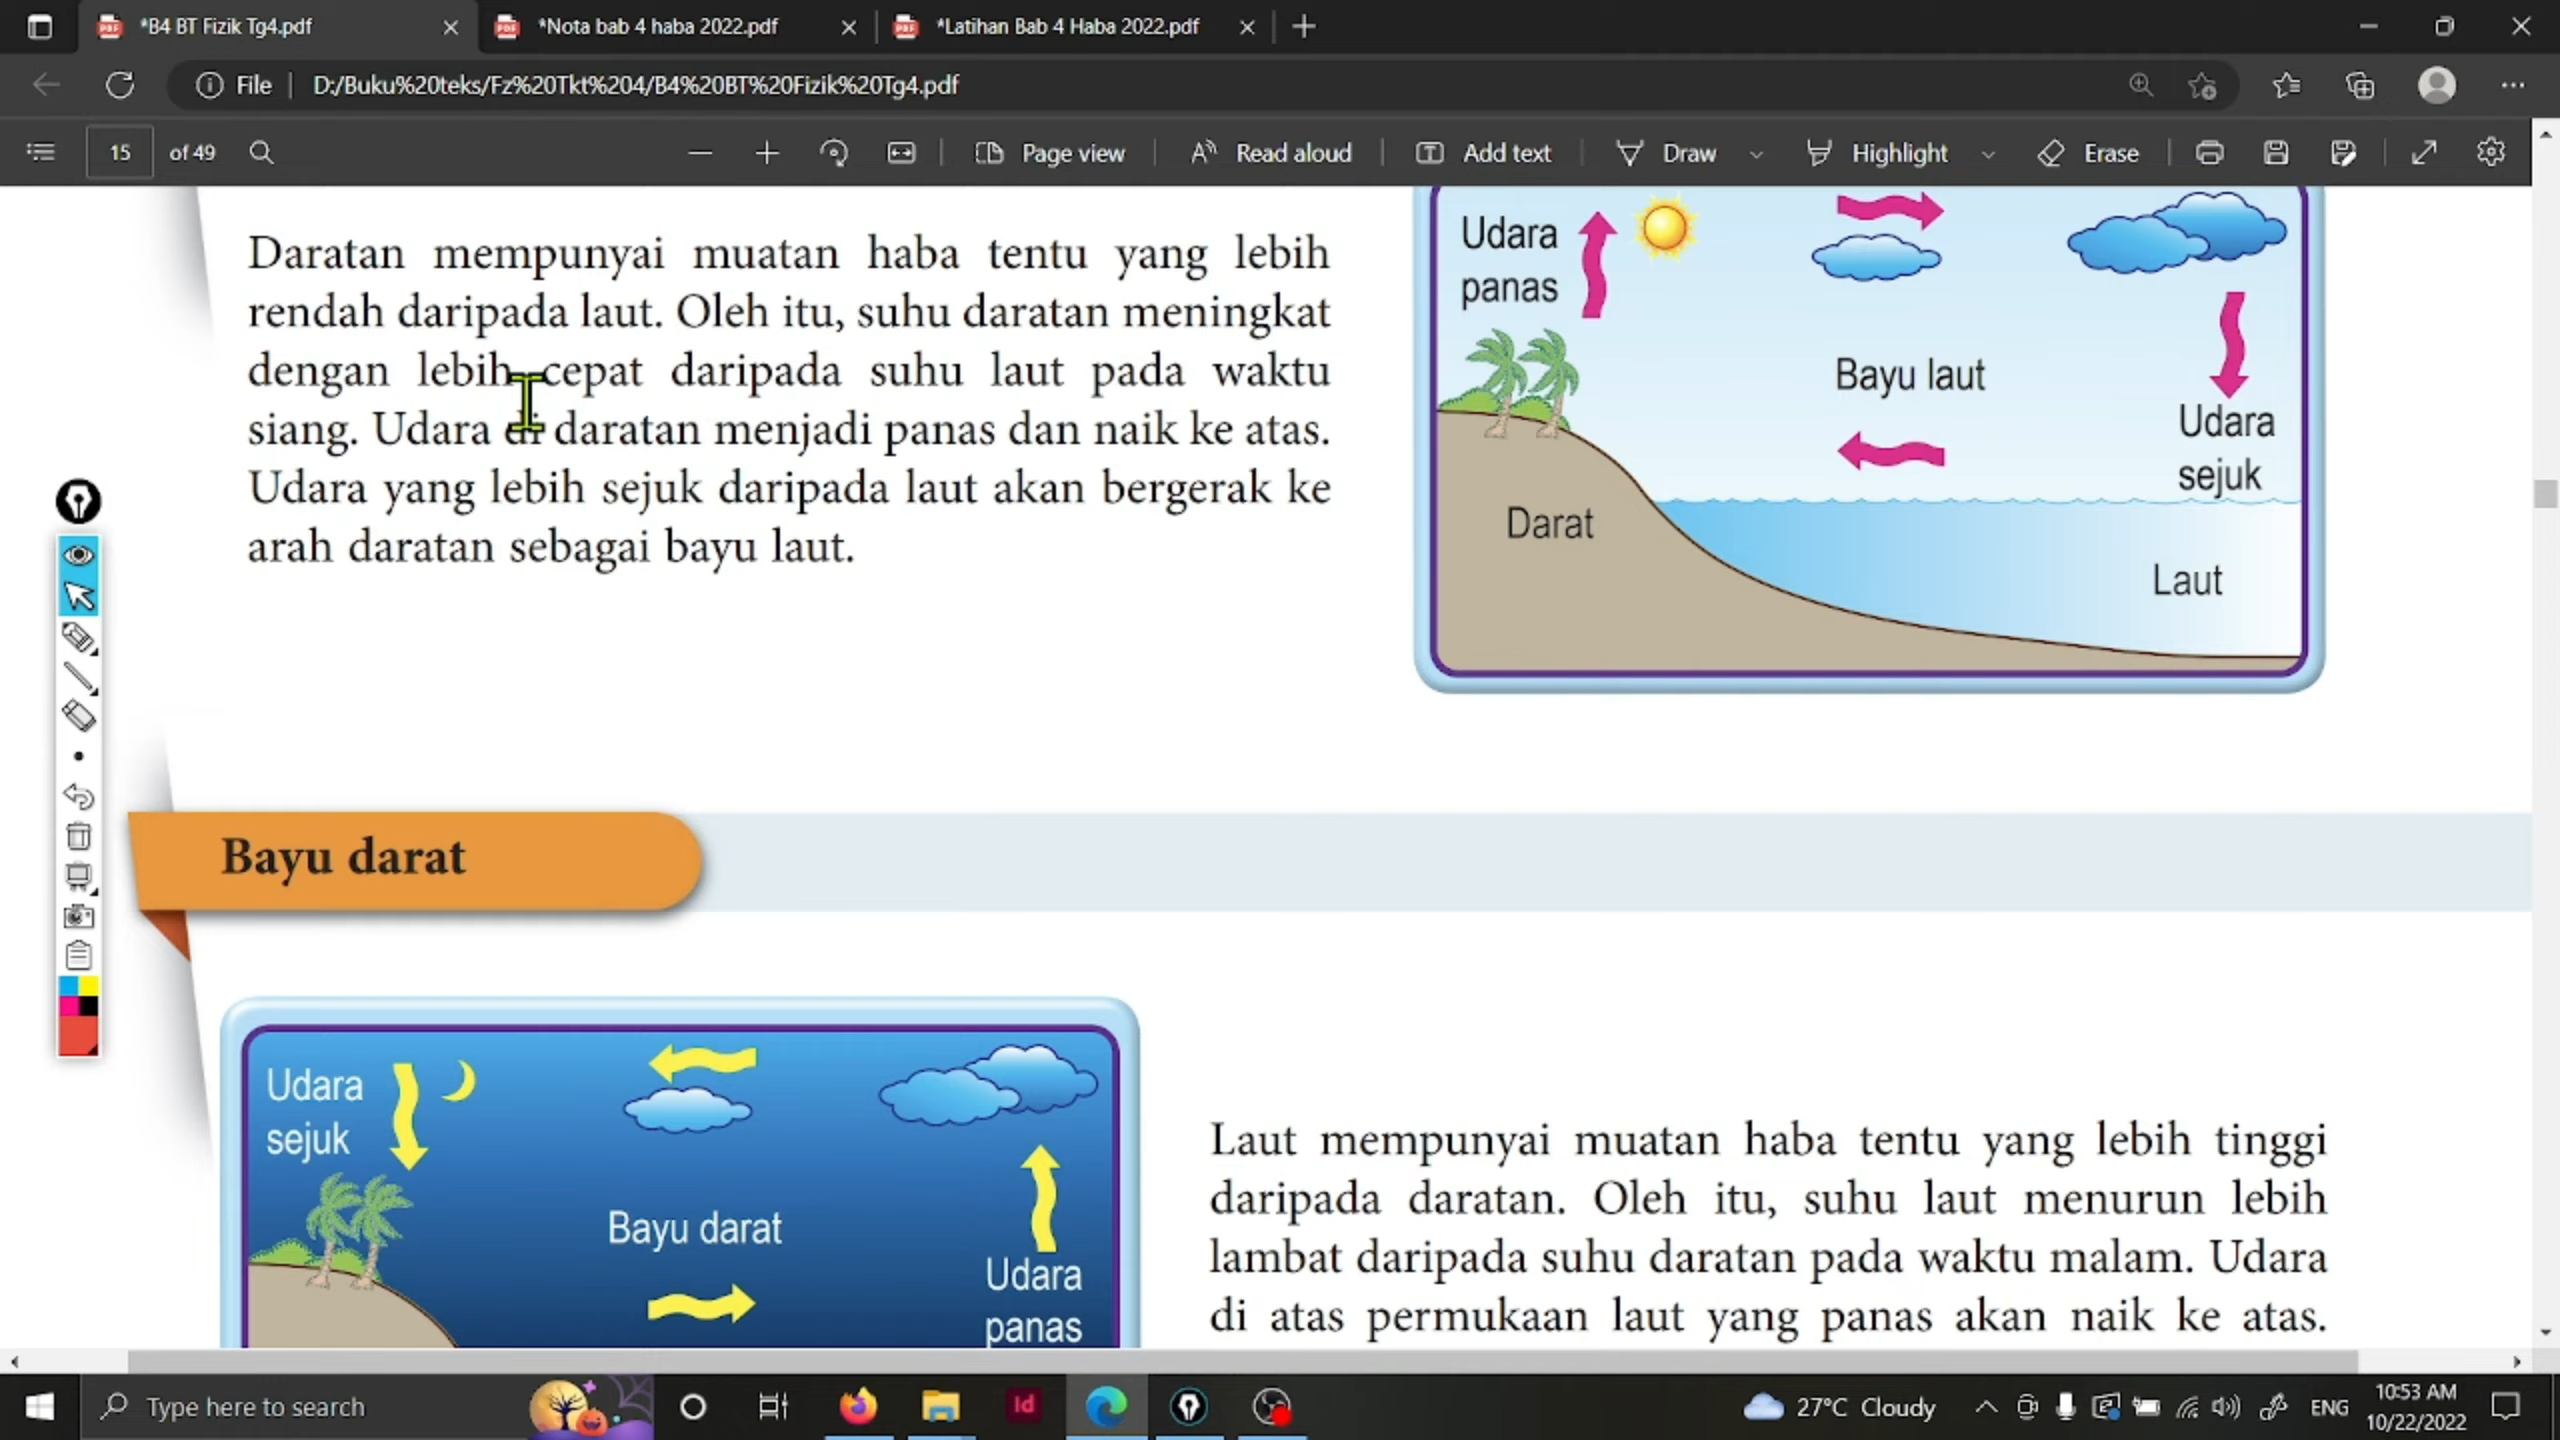 *B4 BT Fizik Tg4.pdf
*Nota bab 4 haba 2022.pdf
*Latihan Bab 4 Haba 2022.pdf
File
D:/Buku%20teks/Fz%20Tkt%204/B4%20BT%20Fizik%20Tg4.pdf
15 of 49
Page view
Read aloud
Add text
Draw
Highlight
Erase
Daratan mempunyai muatan haba tentu yang lebih
rendah daripada laut. Oleh itu, suhu daratan meningkat
dengan lebih cepat daripada suhu laut pada waktu
siang. Udara di daratan menjadi panas dan naik ke atas.
Udara yang lebih sejuk daripada laut akan bergerak ke
arah daratan sebagai bayu laut.
Udara
panas
Bayu laut
Udara
sejuk
Darat
Laut
Bayu darat
Udara
sejuk
Bayu darat
Udara
panas
Laut mempunyai muatan haba tentu yang lebih tinggi
daripada daratan. Oleh itu, suhu laut menurun lebih
lambat daripada suhu daratan pada waktu malam. Udara
di atas permukaan laut yang panas akan naik ke atas.
Type here to search
Id
27°C Cloudy
ENG
10:53 AM
10/22/2022